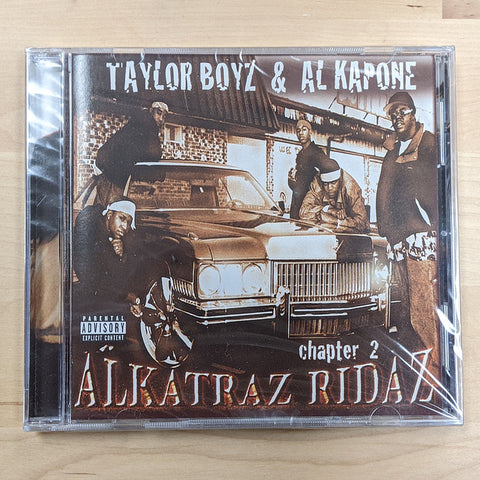 TAYLOR BOYZ & AL KAPONE
PARENTAL
ADVISORY
EXPLICIT CONTENT
chapter 2
ALKATRAZ RIDAZ